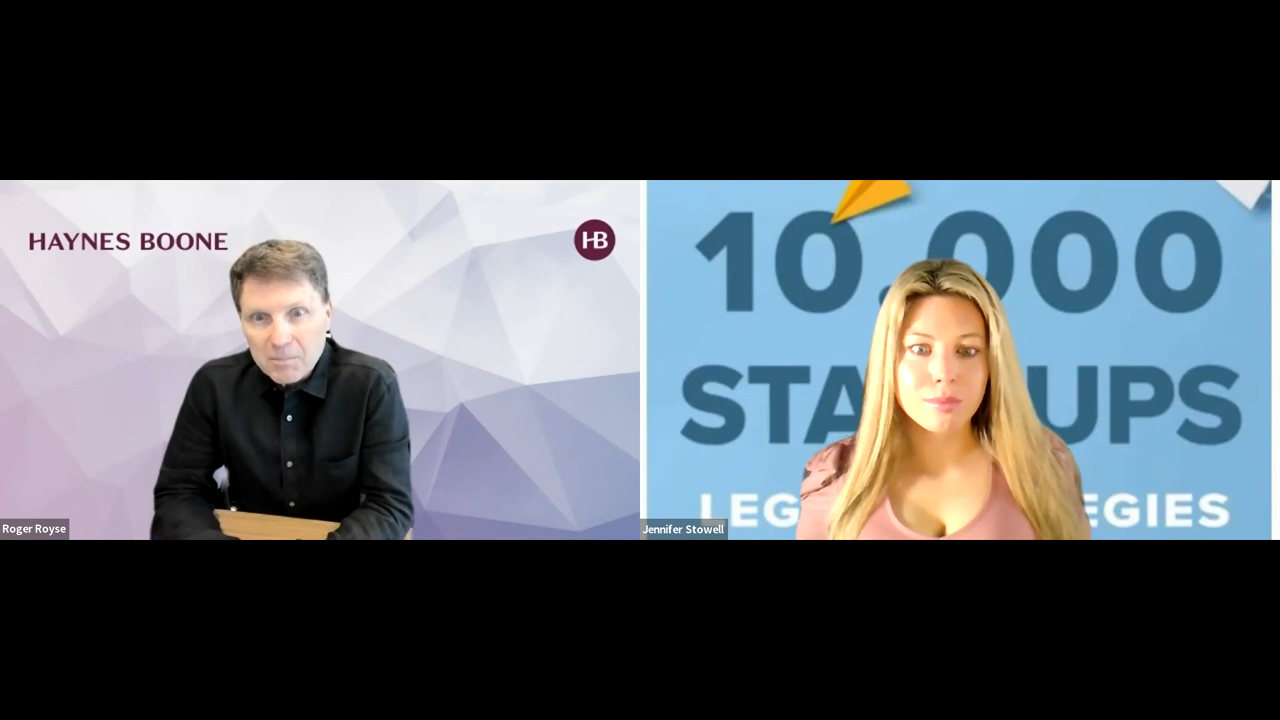 HAYNES BOONE
HB
Roger Royse
10,000
STA UPS
LEG EGIES
Jennifer Stowell